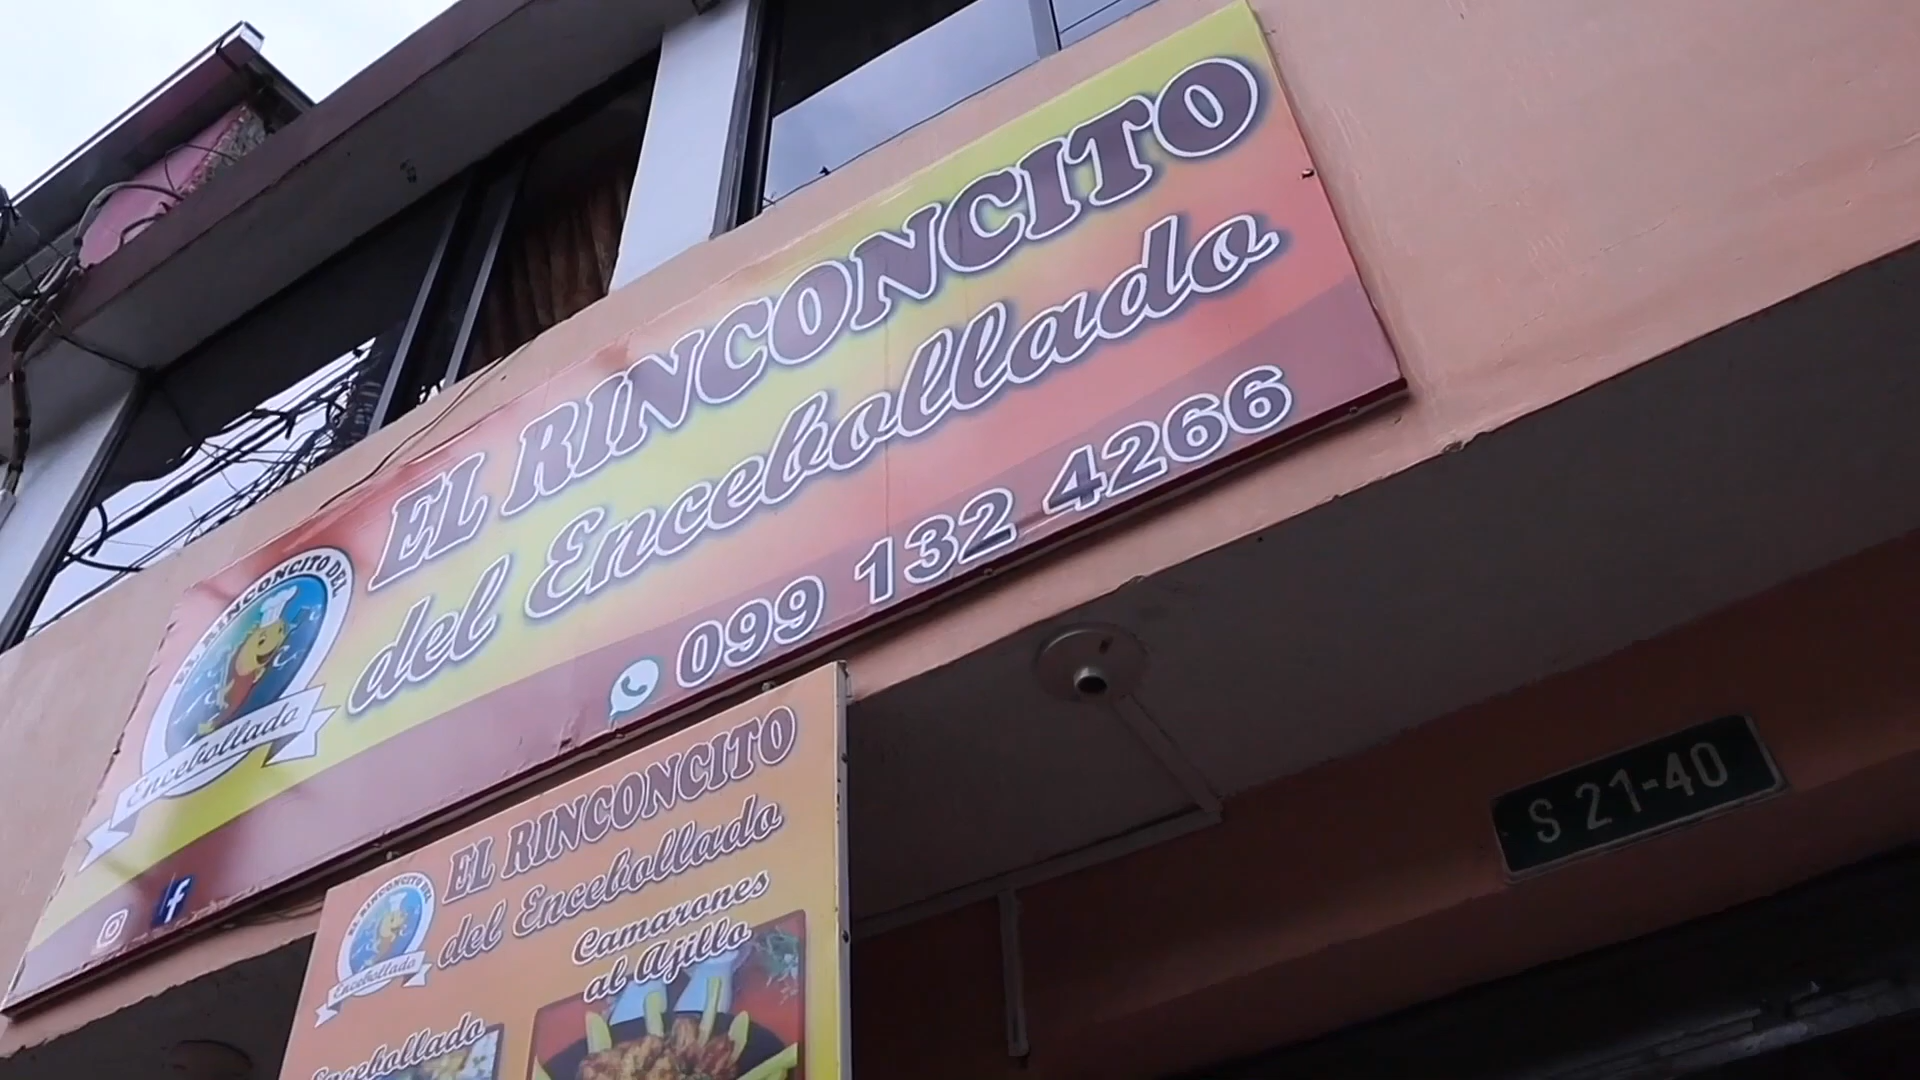 EL RINCONCITO
del Encebollado
099 132 4266
EL RINCONCITO DEL
Encebollado
S 21-40
EL RINCONCITO
del Encebollado
EL RINCONCITO DEL
Encebollado
Camarones
al Ajillo
Encebollado